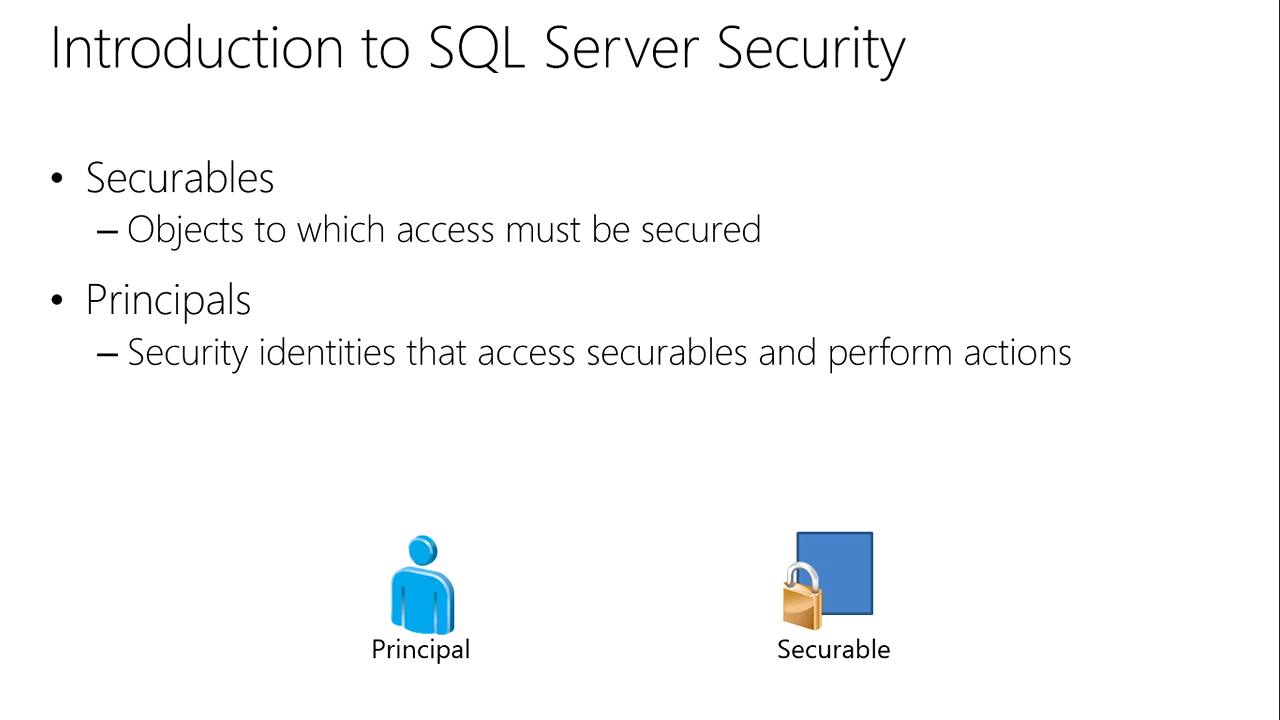 Introduction to SQL Server Security
• Securables
– Objects to which access must be secured
• Principals
– Security identities that access securables and perform actions
Principal
Securable